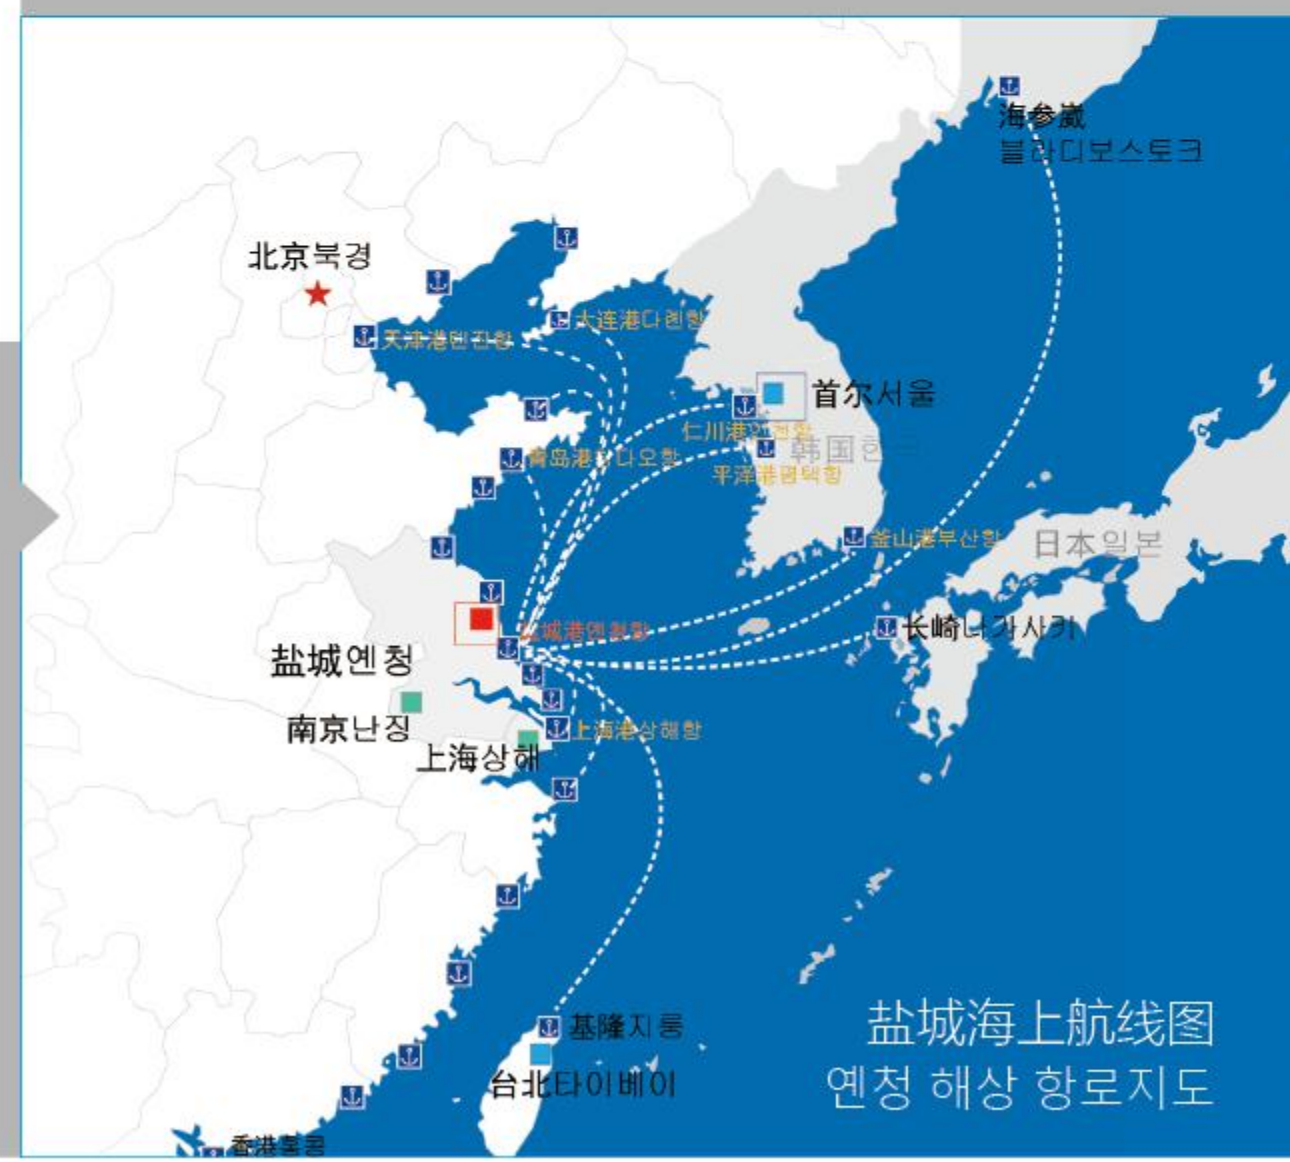 海参崴
블라디보스토크
北京북경
大连港다롄항
天津港텐진항
首尔서울
仁川港인천항
韩国한국
青岛港 다오항
平泽港평택항
釜山港부산항
日本일본
盐城港옌청항
长崎나가사키
盐城옌청
南京난징
上海港상해항
上海상해
基隆지룽
台北타이베이
香港홍콩
盐城海上航线图
옌청 해상 항로지도